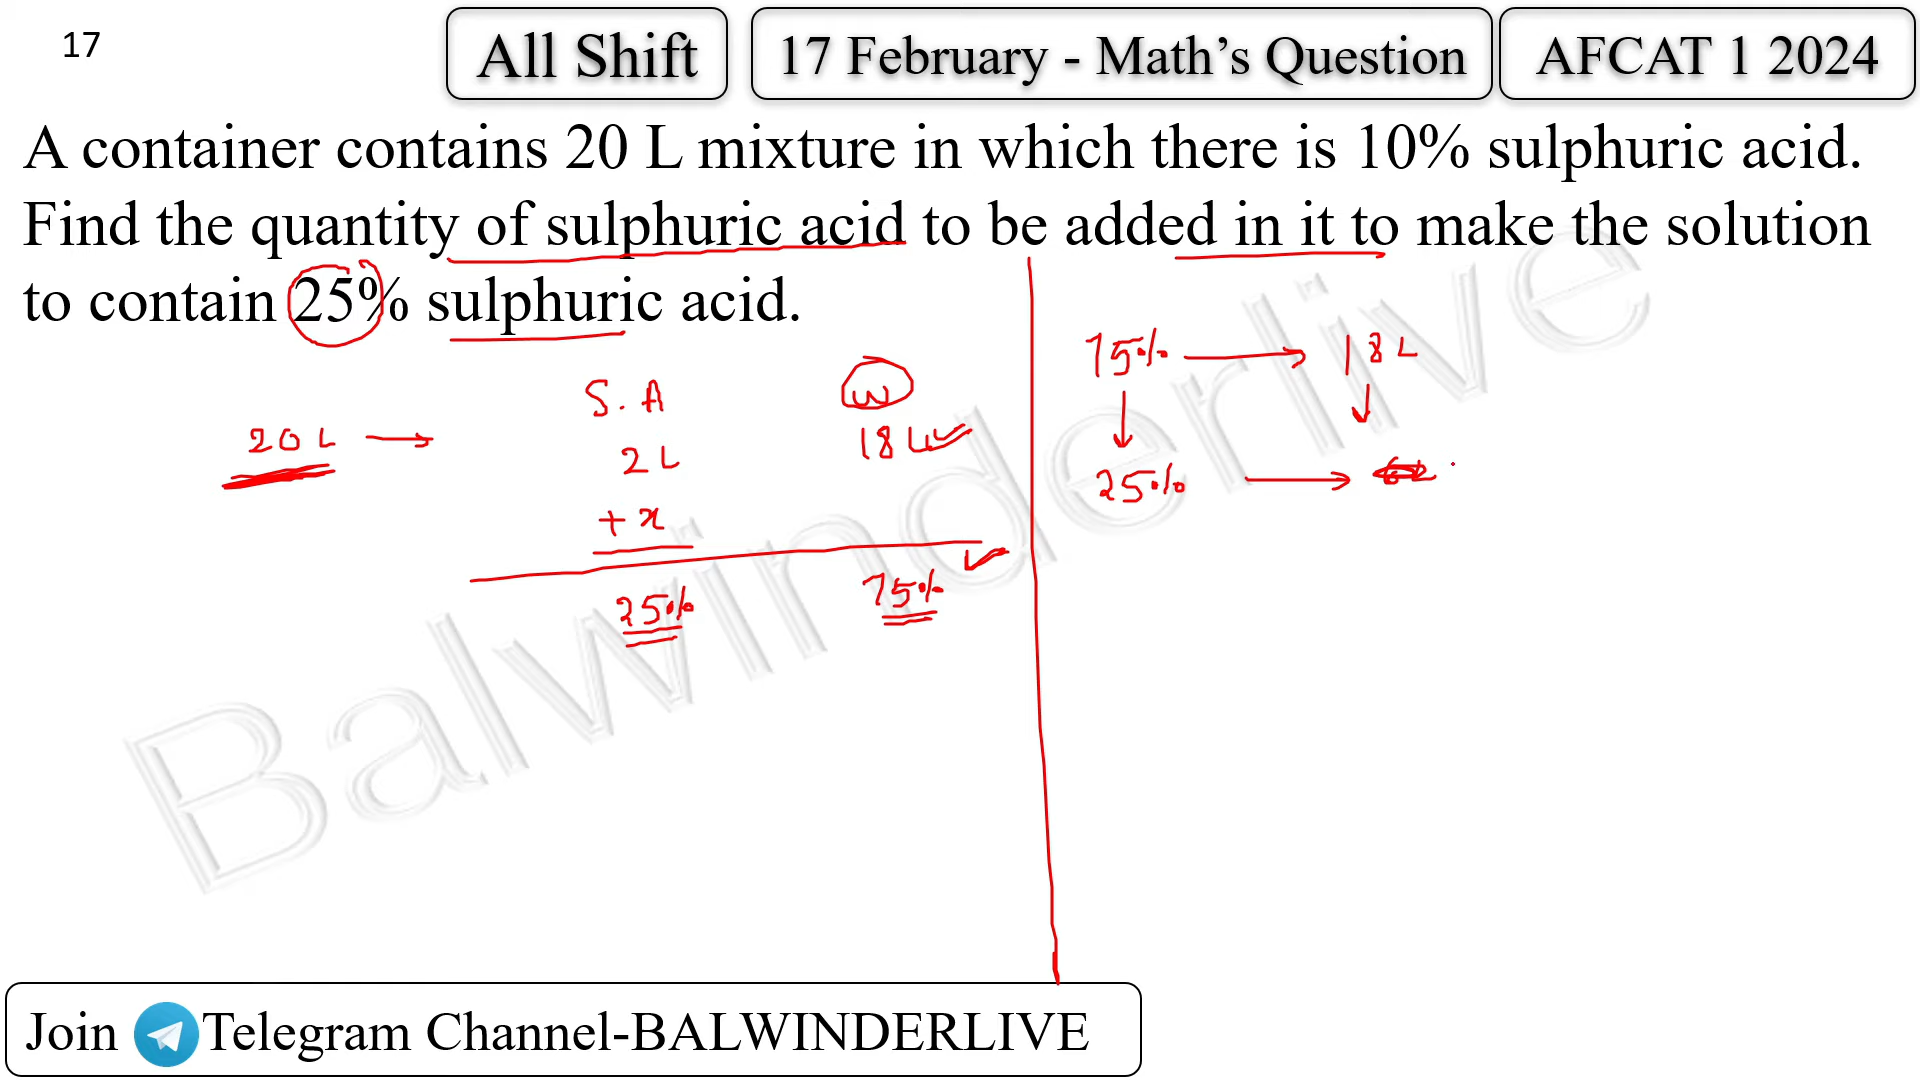 17
All Shift
17 February - Math's Question
AFCAT 1 2024
A container contains 20 L mixture in which there is 10% sulphuric acid.
Find the quantity of sulphuric acid to be added in it to make the solution
to contain 25% sulphuric acid.
S.A
W
20 L →
2 L
18 L
+ x
25%
75%
75% → 18 L
↓ ↓
25% →
Balwinderlive
Join Telegram Channel-BALWINDERLIVE